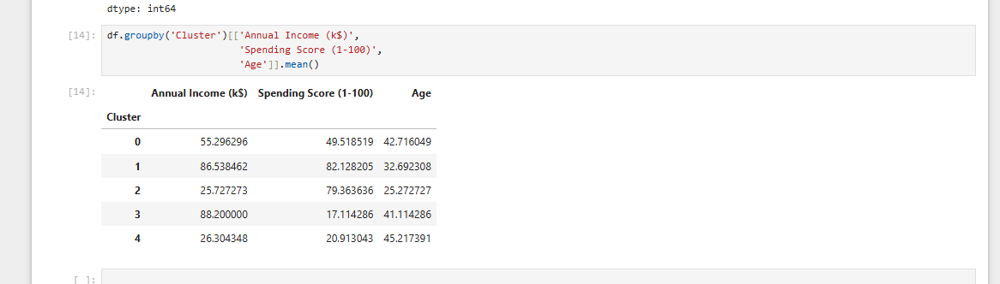 dtype: int64
[14]: df.groupby('Cluster')[['Annual Income (k$)',
'Spending Score (1-100)',
'Age']].mean()
[14]: Annual Income (k$) Spending Score (1-100) Age
Cluster
0 55.296296 49.518519 42.716049
1 86.538462 82.128205 32.692308
2 25.727273 79.363636 25.272727
3 88.200000 17.114286 41.114286
4 26.304348 20.913043 45.217391
[ ]: